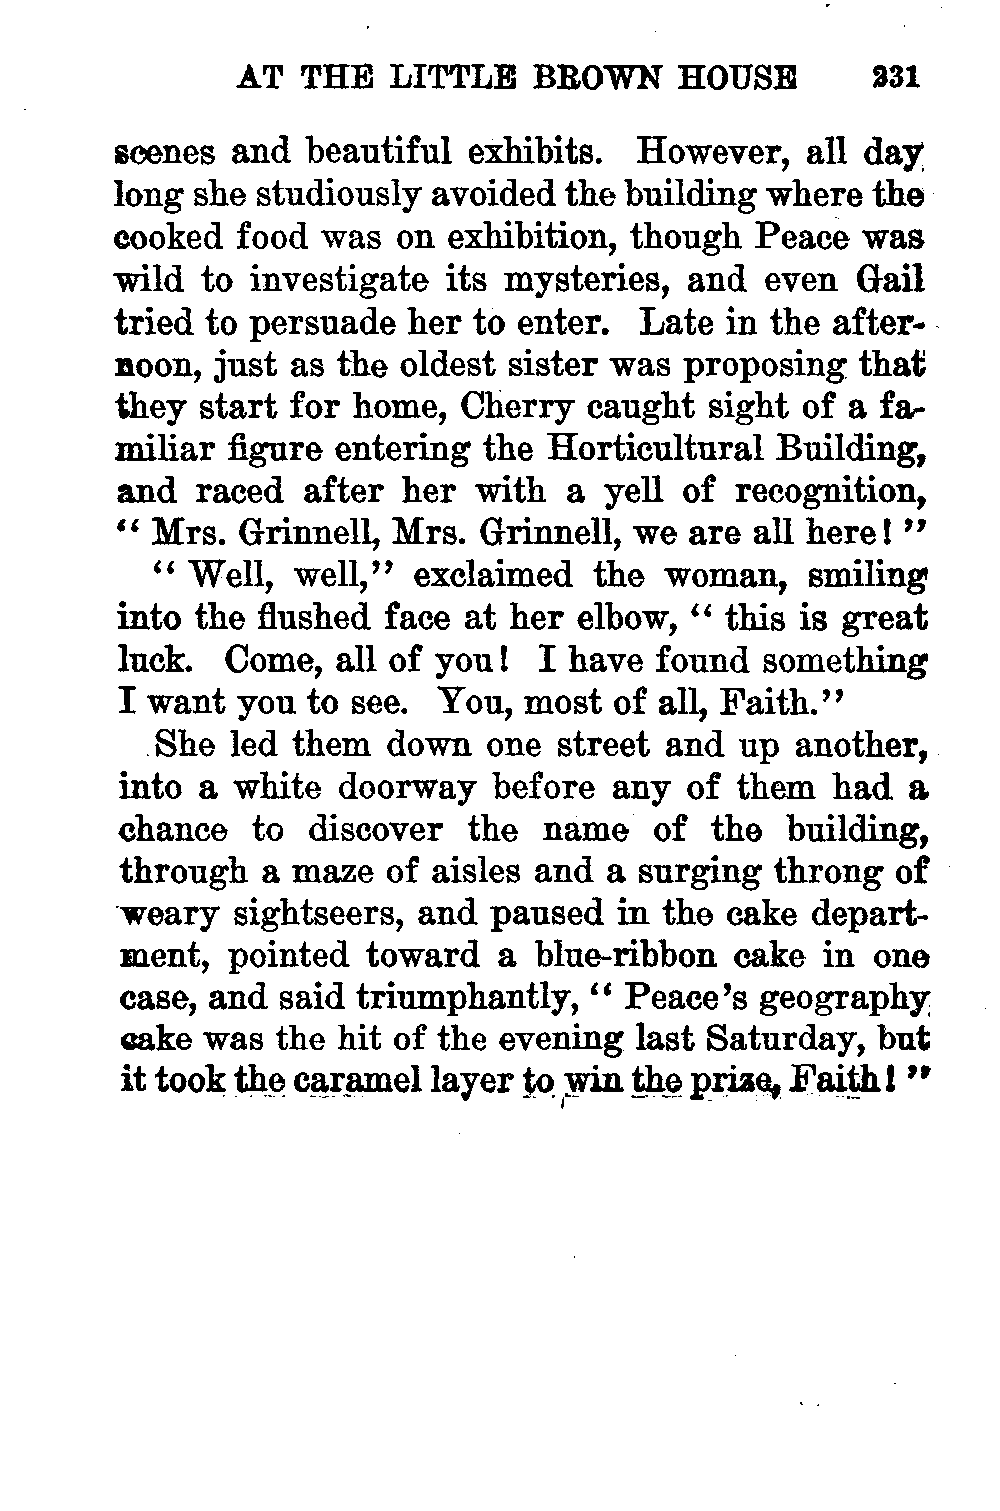 AT THE LITTLE BROWN HOUSE 231
scenes and beautiful exhibits. However, all day
long she studiously avoided the building where the
cooked food was on exhibition, though Peace was
wild to investigate its mysteries, and even Gail
tried to persuade her to enter. Late in the after-
noon, just as the oldest sister was proposing that
they start for home, Cherry caught sight of a fa-
miliar figure entering the Horticultural Building,
and raced after her with a yell of recognition,
“ Mrs. Grinnell, Mrs. Grinnell, we are all here! ”
“ Well, well,” exclaimed the woman, smiling
into the flushed face at her elbow, “ this is great
luck. Come, all of you! I have found something
I want you to see. You, most of all, Faith.”
She led them down one street and up another,
into a white doorway before any of them had a
chance to discover the name of the building,
through a maze of aisles and a surging throng of
weary sightseers, and paused in the cake depart-
ment, pointed toward a blue-ribbon cake in one
case, and said triumphantly, “ Peace’s geography
cake was the hit of the evening last Saturday, but
it took the caramel layer to win the prize, Faith! ”